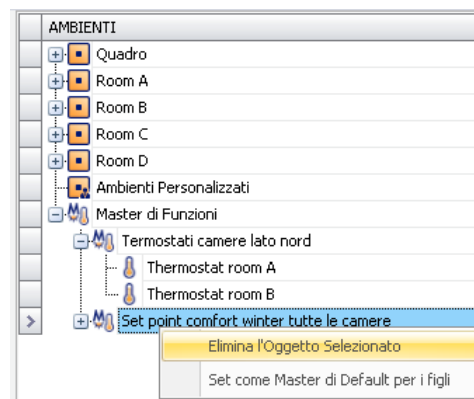 AMBIENTI
Quadro
Room A
Room B
Room C
Room D
Ambienti Personalizzati
Master di Funzioni
Termostati camere lato nord
Thermostat room A
Thermostat room B
Set point comfort winter tutte le camere
Elimina l'Oggetto Selezionato
Set come Master di Default per i figli